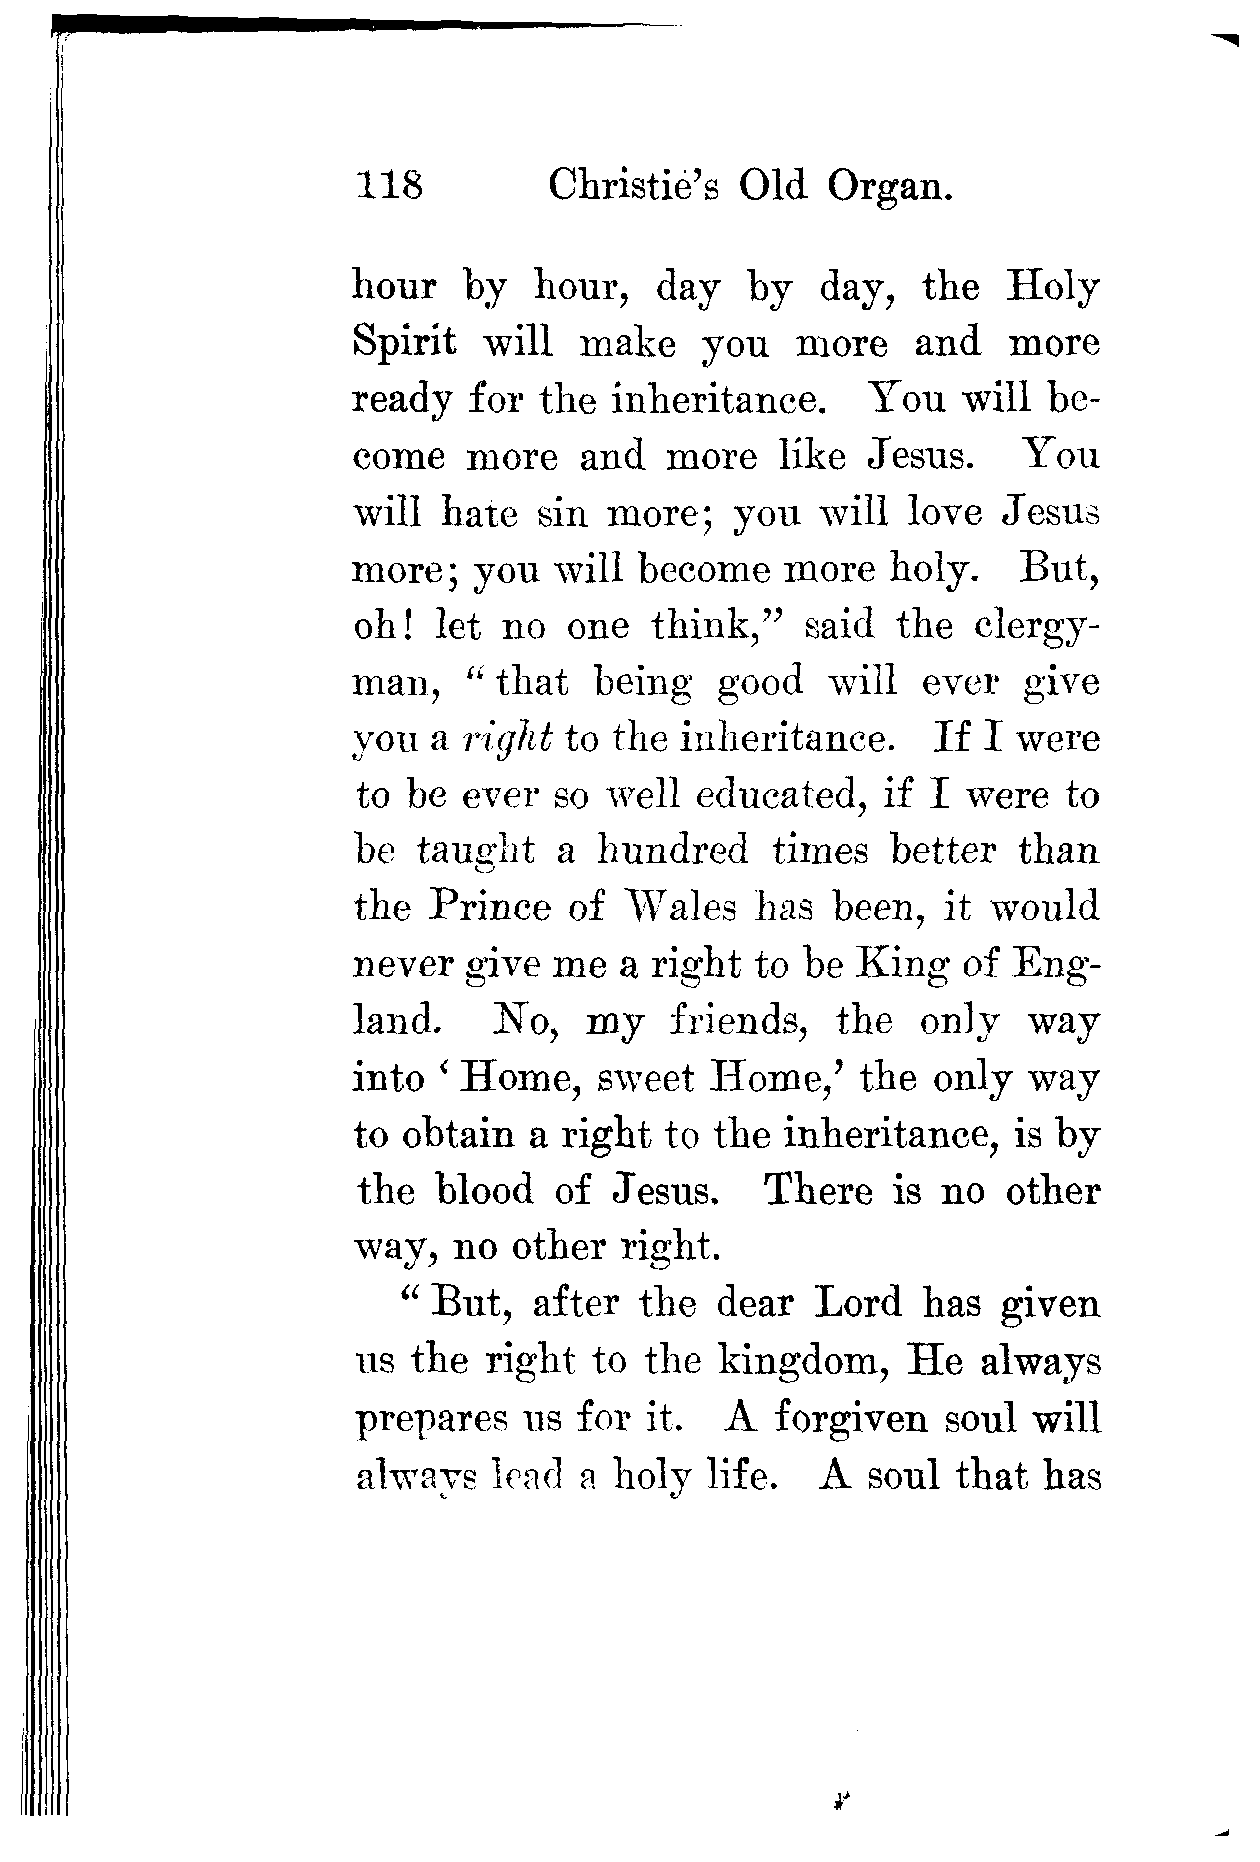 118 Christie's Old Organ.
hour by hour, day by day, the Holy
Spirit will make you more and more
ready for the inheritance. You will be-
come more and more like Jesus. You
will hate sin more; you will love Jesus
more; you will become more holy. But,
oh! let no one think," said the clergy-
man, "that being good will ever give
you a right to the inheritance. If I were
to be ever so well educated, if I were to
be taught a hundred times better than
the Prince of Wales has been, it would
never give me a right to be King of Eng-
land. No, my friends, the only way
into 'Home, sweet Home,' the only way
to obtain a right to the inheritance, is by
the blood of Jesus. There is no other
way, no other right.
"But, after the dear Lord has given
us the right to the kingdom, He always
prepares us for it. A forgiven soul will
always lead a holy life. A soul that has